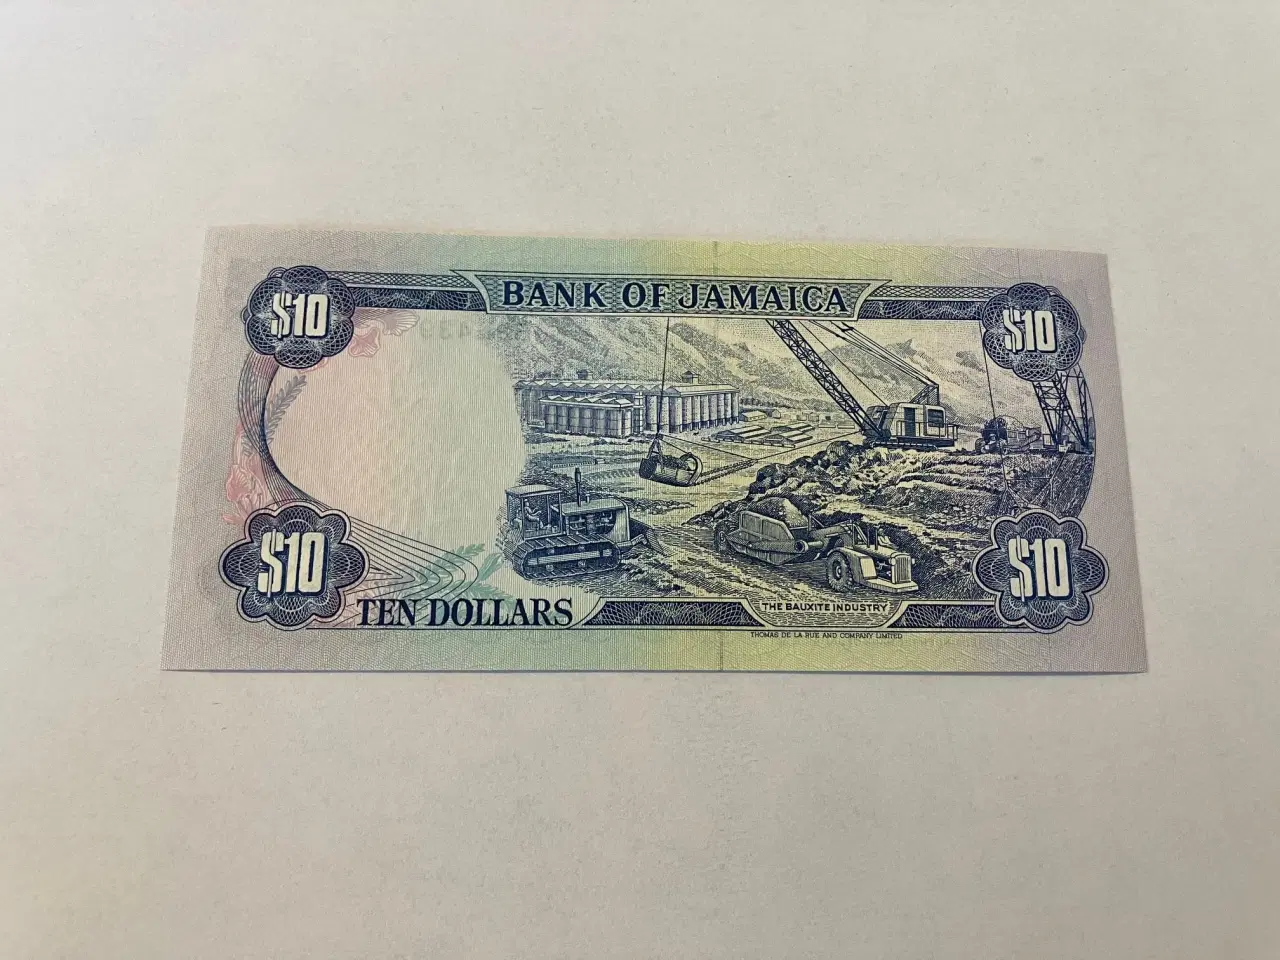 $10
BANK OF JAMAICA
$10
$10
TEN DOLLARS
THE BAUXITE INDUSTRY
$10
THOMAS DE LA RUE AND COMPANY LIMITED